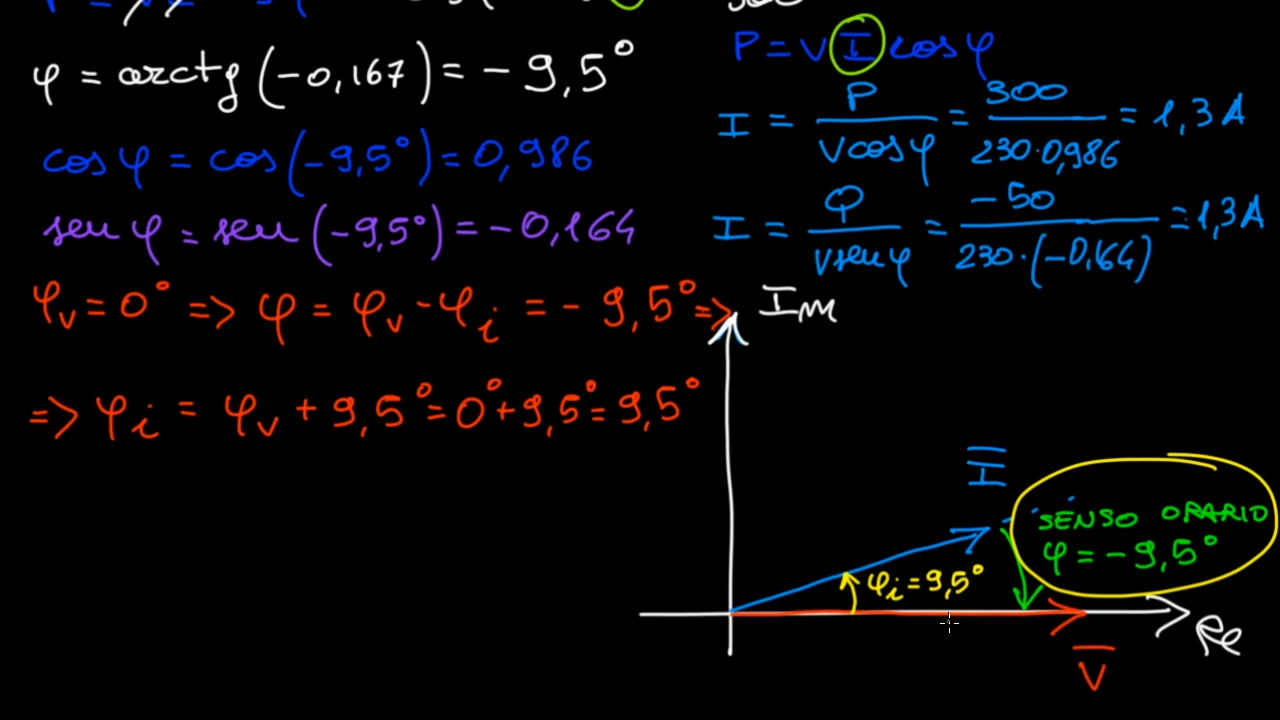 φ = arctg (-0,167) = - 9,5°
cos φ = cos (-9,5°) = 0,986
sen φ = sen (-9,5°) = -0,164
φv = 0° => φ = φv - φi = - 9,5° =>
=> φi = φv + 9,5° = 0° + 9,5° = 9,5°
P = V I cos φ
I = P / V cos φ = 300 / 230·0,986 = 1,3 A
I = Q / V sen φ = -50 / 230·(-0,164) = 1,3 A
Im
I̅
SENSO ORARIO
φ = - 9,5°
φi = 9,5°
Re
V̅